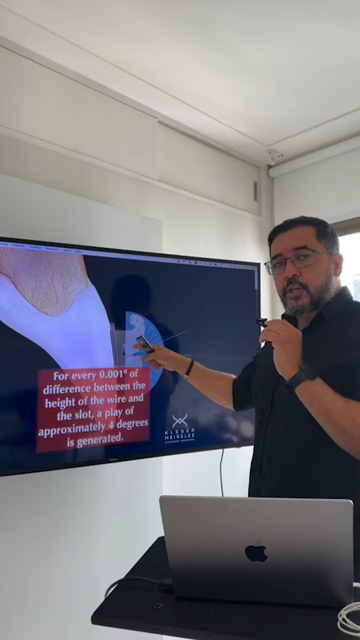 For every 0.001" of
difference between the
height of the wire and
the slot, a play of
approximately 4 degrees
is generated.
KLEBER
MEIRELES